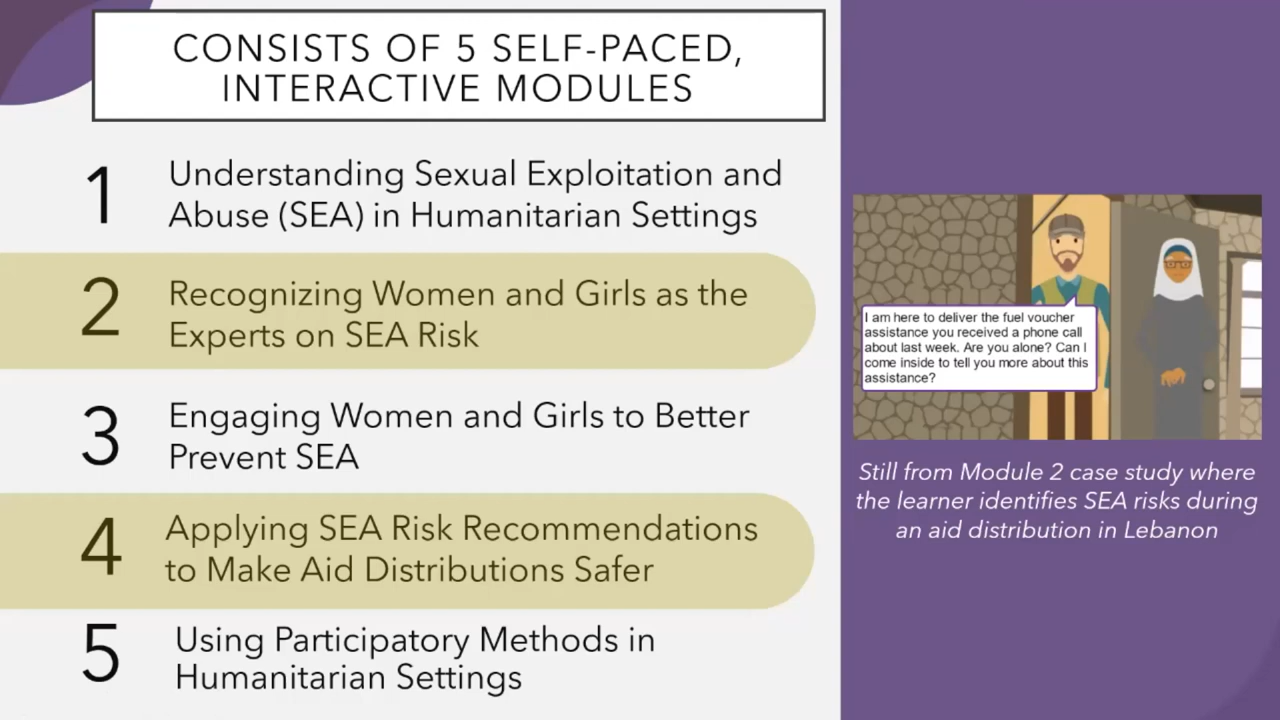 CONSISTS OF 5 SELF-PACED,
INTERACTIVE MODULES
1
Understanding Sexual Exploitation and
Abuse (SEA) in Humanitarian Settings
2
Recognizing Women and Girls as the
Experts on SEA Risk
3
Engaging Women and Girls to Better
Prevent SEA
4
Applying SEA Risk Recommendations
to Make Aid Distributions Safer
5
Using Participatory Methods in
Humanitarian Settings
I am here to deliver the fuel voucher
assistance you received a phone call
about last week. Are you alone? Can I
come inside to tell you more about this
assistance?
Still from Module 2 case study where
the learner identifies SEA risks during
an aid distribution in Lebanon